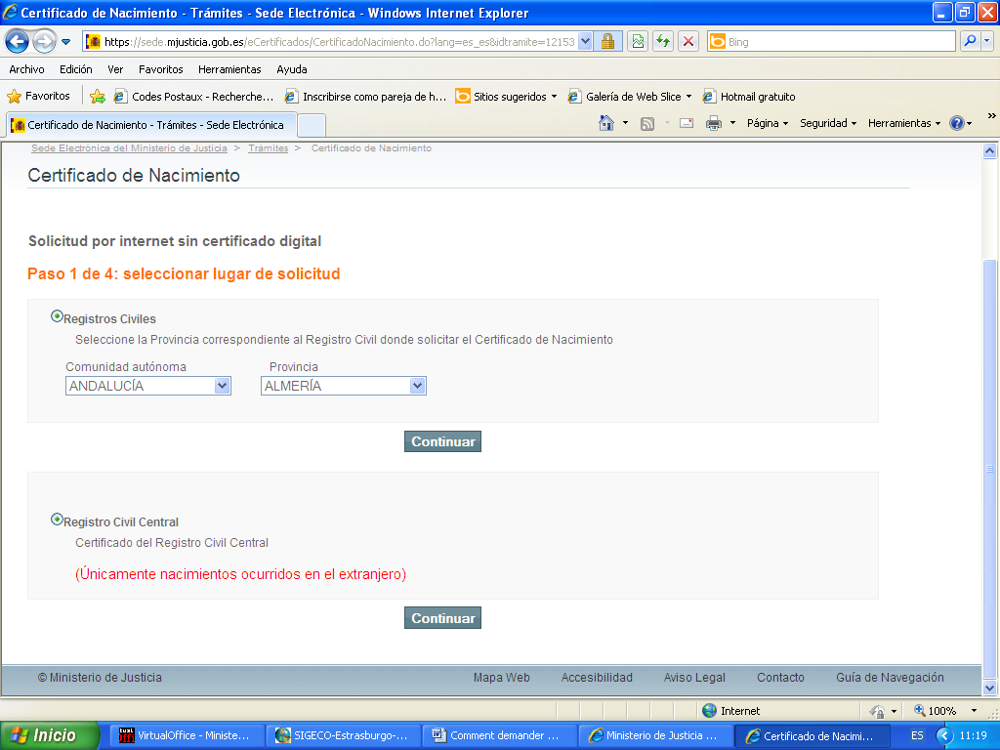 Certificado de Nacimiento - Trámites - Sede Electrónica - Windows Internet Explorer
https://sede.mjusticia.gob.es/eCertificados/CertificadoNacimiento.do?lang=es_es&idtramite=12153 Bing
Archivo Edición Ver Favoritos Herramientas Ayuda
Favoritos Codes Postaux - Recherche... Inscribirse como pareja de h... Sitios sugeridos Galería de Web Slice Hotmail gratuito
Certificado de Nacimiento - Trámites - Sede Electrónica Página Seguridad Herramientas »
Sede Electrónica del Ministerio de Justicia > Trámites > Certificado de Nacimiento
Certificado de Nacimiento
Solicitud por internet sin certificado digital
Paso 1 de 4: seleccionar lugar de solicitud
Registros Civiles
Seleccione la Provincia correspondiente al Registro Civil donde solicitar el Certificado de Nacimiento
Comunidad autónoma Provincia
ANDALUCÍA ALMERÍA
Continuar
Registro Civil Central
Certificado del Registro Civil Central
(Únicamente nacimientos ocurridos en el extranjero)
Continuar
© Ministerio de Justicia Mapa Web Accesibilidad Aviso Legal Contacto Guía de Navegación
Internet 100%
Inicio VirtualOffice - Ministe... SIGECO-Estrasburgo-... Comment demander ... Ministerio de Justicia ... Certificado de Nacimi... ES 11:19